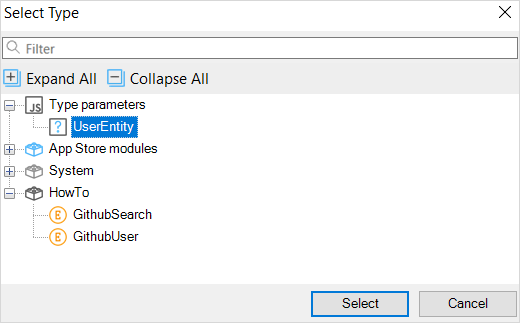 Select Type
Filter
Expand All Collapse All
JS Type parameters
? UserEntity
App Store modules
System
HowTo
E GithubSearch
E GithubUser
Select Cancel